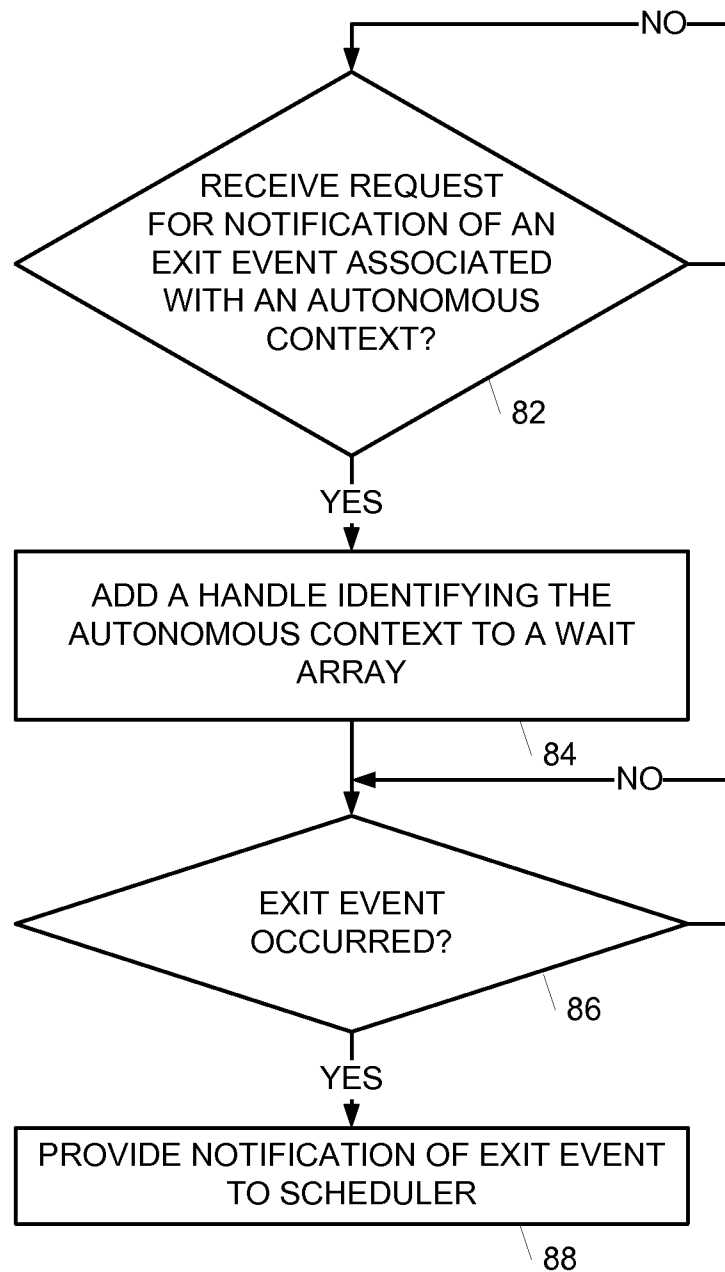 NO
RECEIVE REQUEST
FOR NOTIFICATION OF AN
EXIT EVENT ASSOCIATED
WITH AN AUTONOMOUS
CONTEXT?
82
YES
ADD A HANDLE IDENTIFYING THE
AUTONOMOUS CONTEXT TO A WAIT
ARRAY
84
NO
EXIT EVENT
OCCURRED?
86
YES
PROVIDE NOTIFICATION OF EXIT EVENT
TO SCHEDULER
88